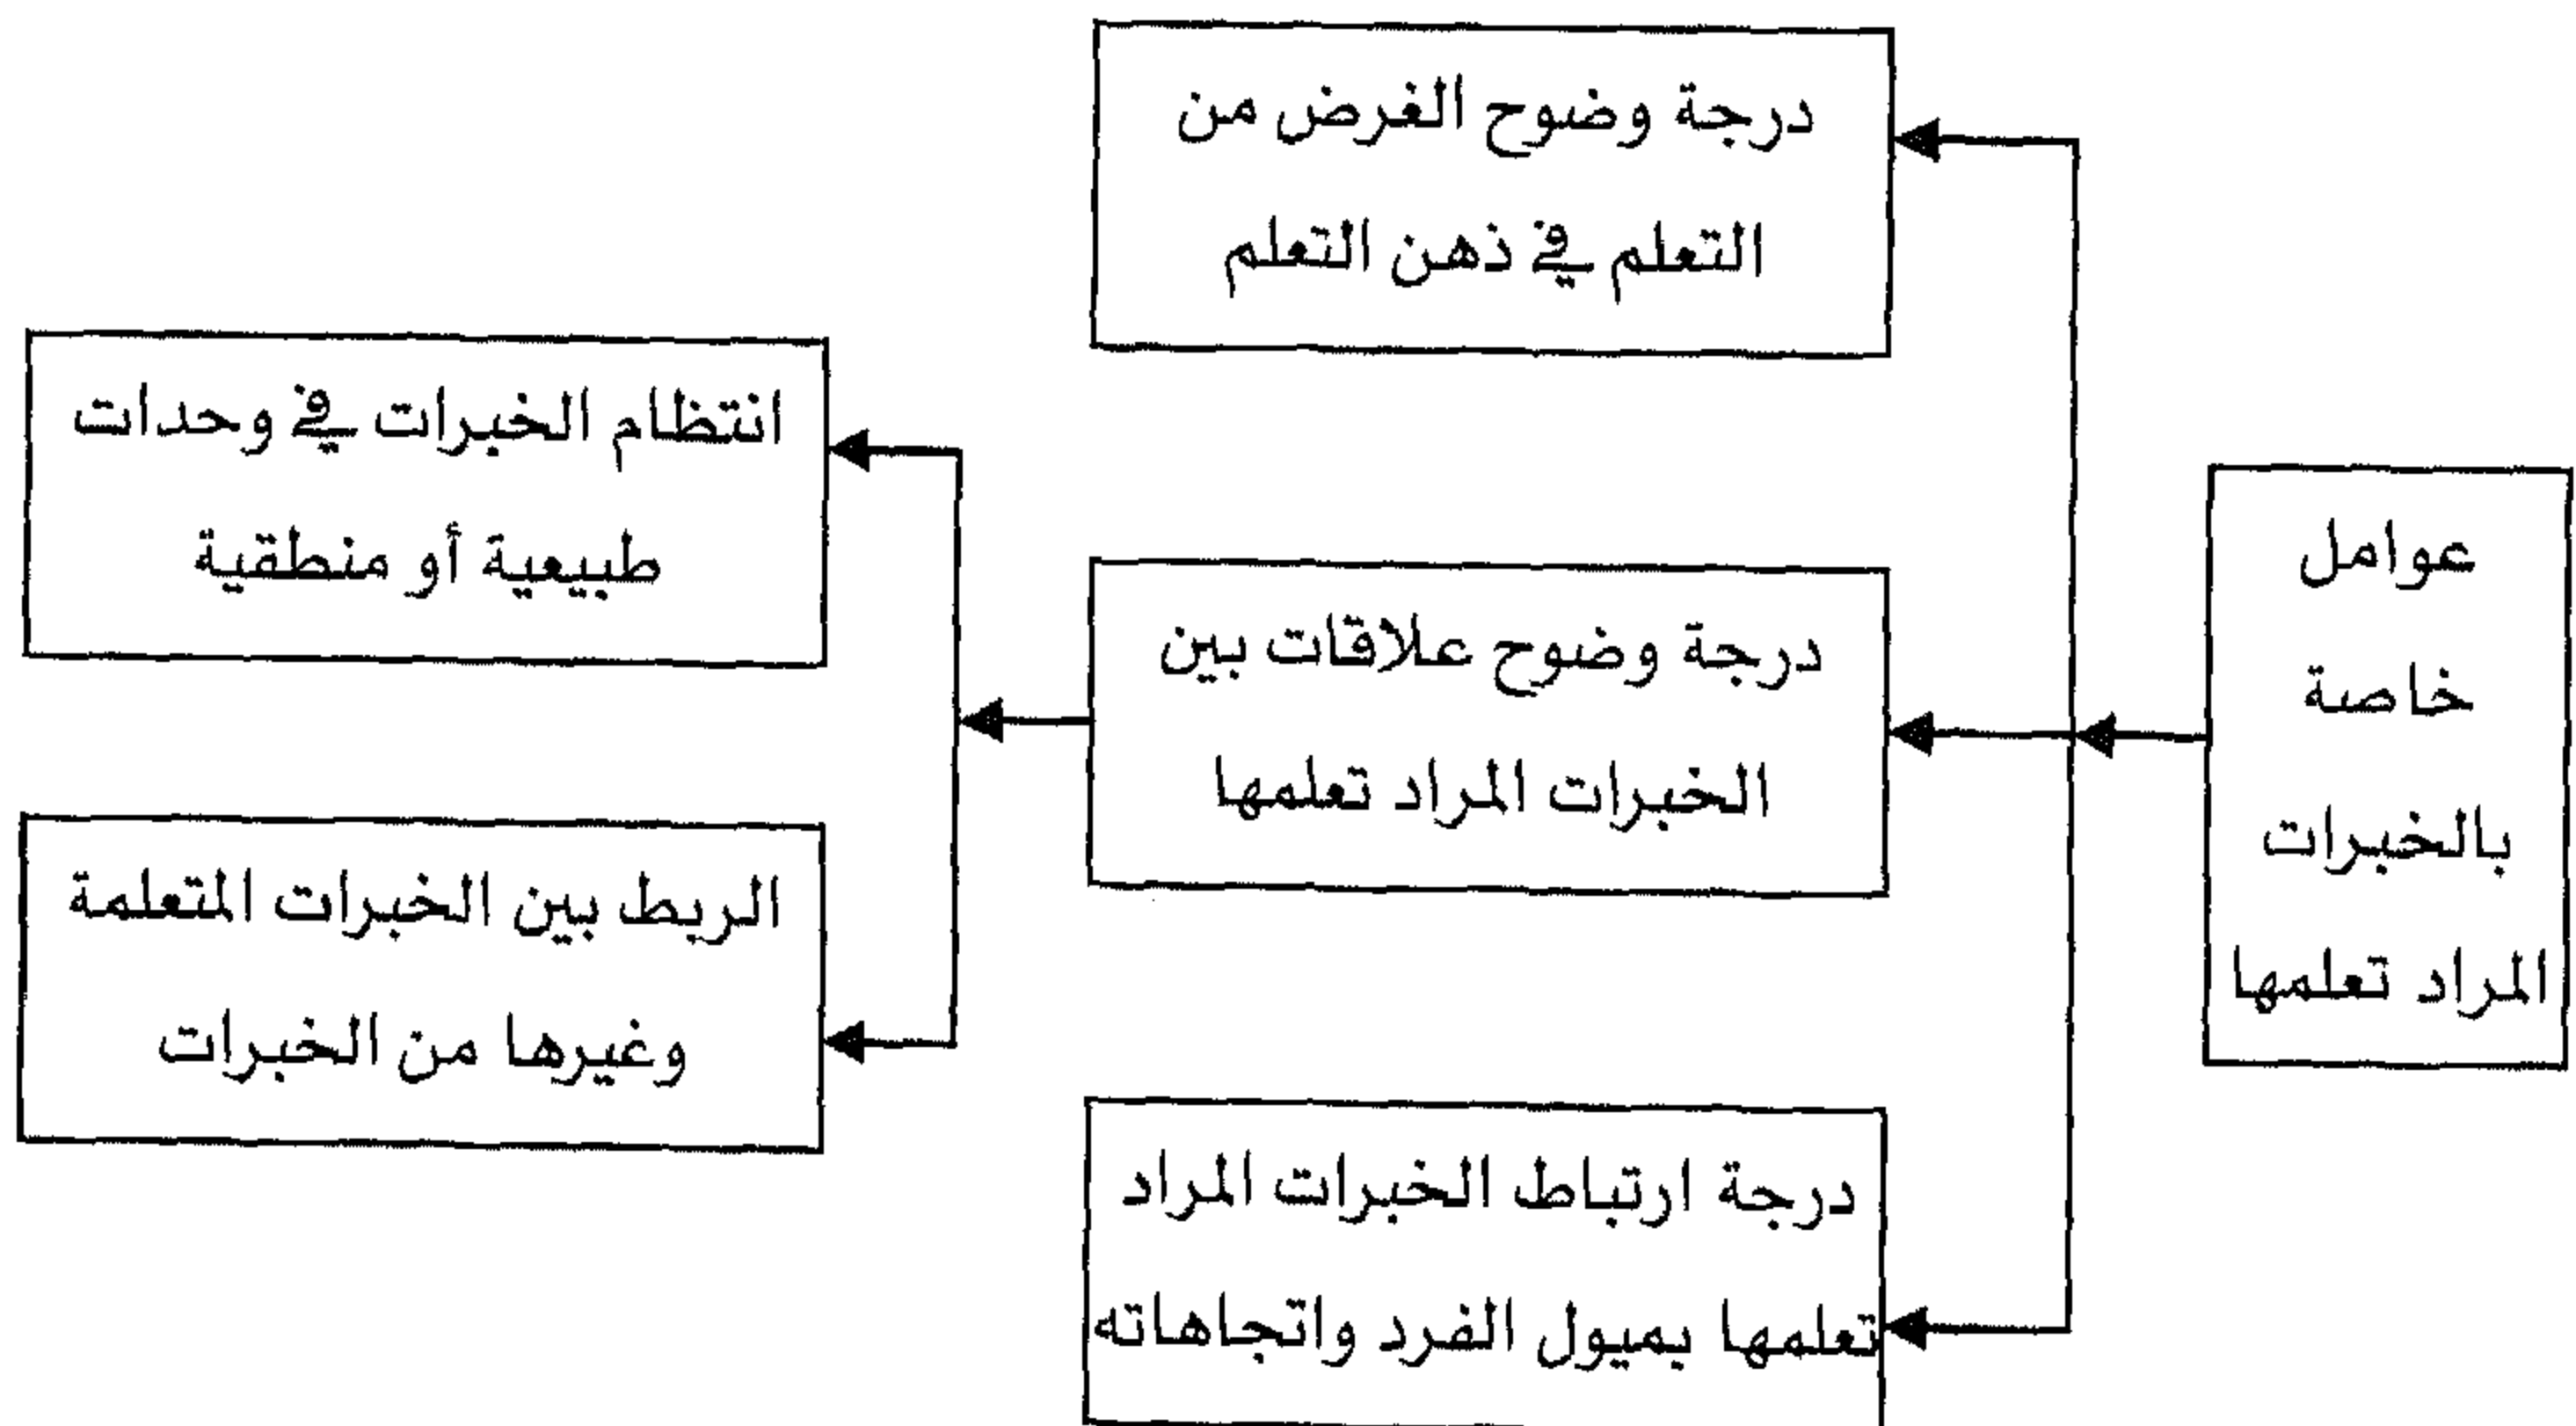 عوامل
خاصة
بالخبرات
المراد تعلمها
درجة وضوح الغرض من
التعلم في ذهن التعلم
درجة وضوح علاقات بين
الخبرات المراد تعلمها
درجة ارتباط الخبرات المراد
تعلمها بميول الفرد واتجاهاته
انتظام الخبرات في وحدات
طبيعية أو منطقية
الربط بين الخبرات المتعلمة
وغيرها من الخبرات